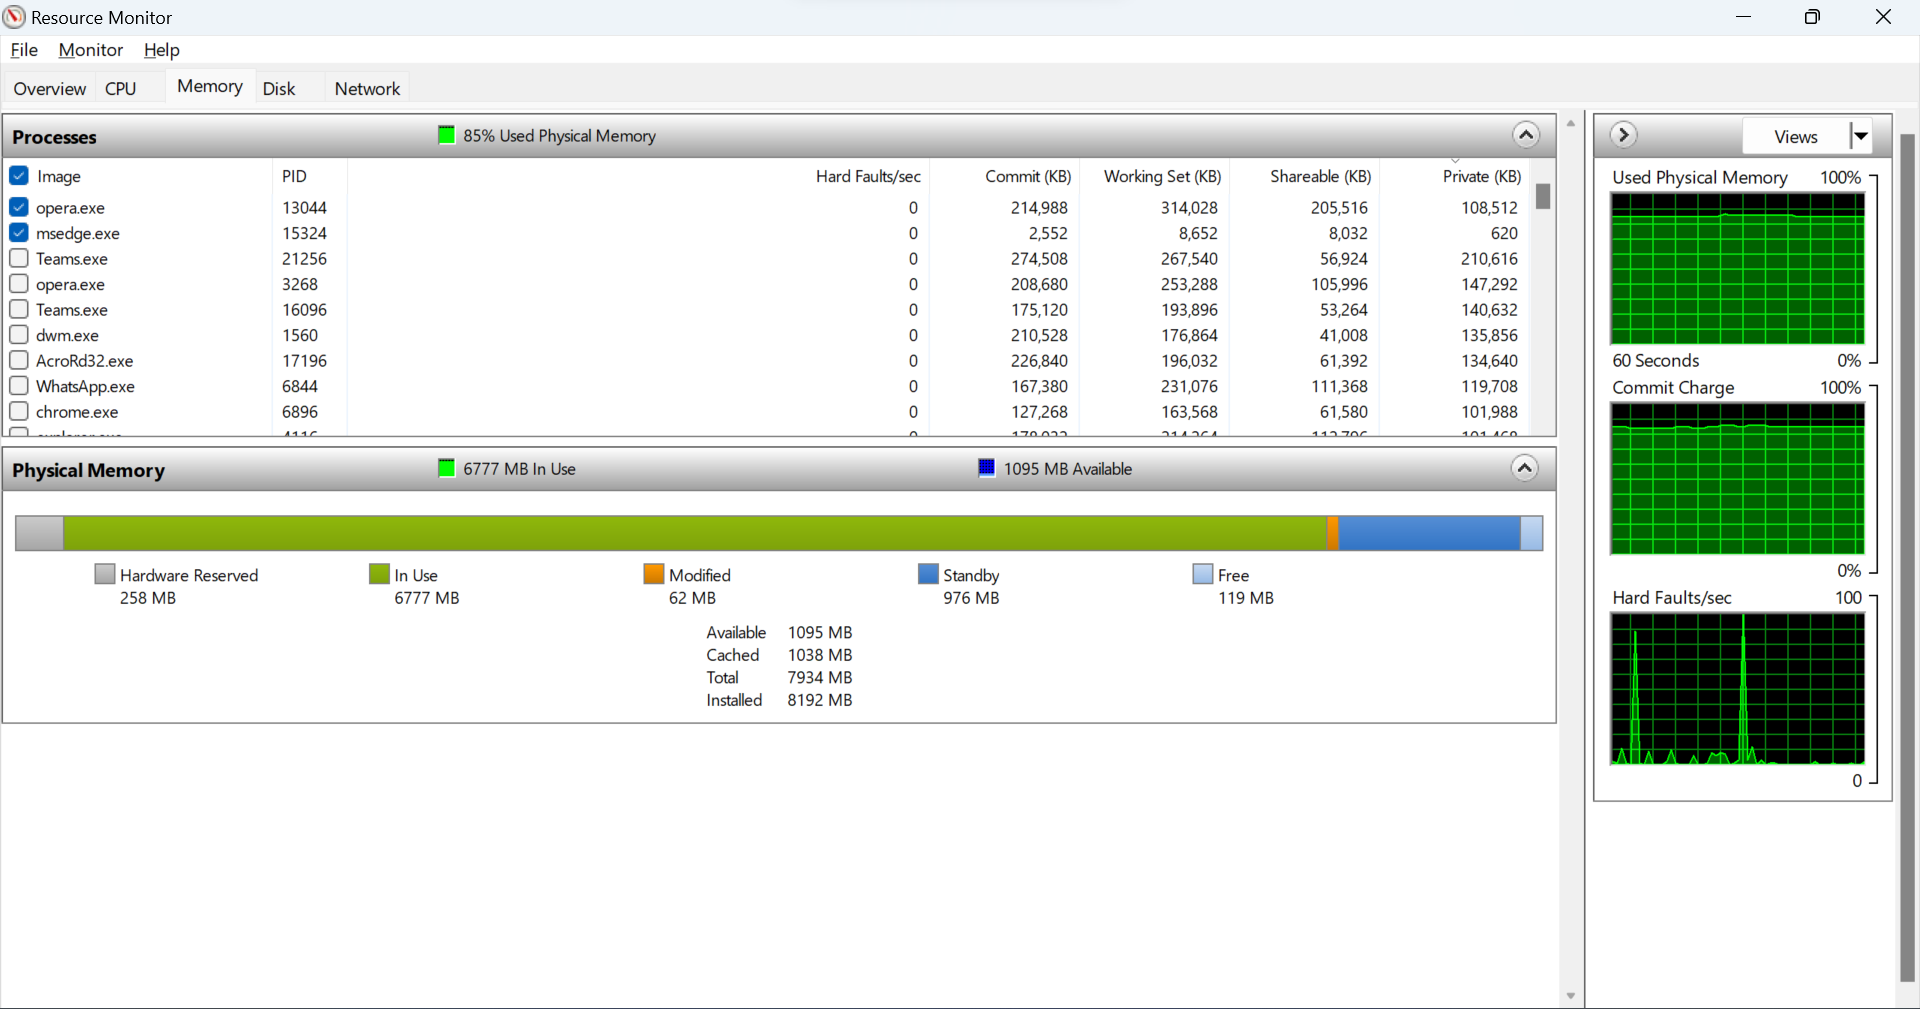 Resource Monitor
File Monitor Help
Overview CPU Memory Disk Network
Processes 85% Used Physical Memory
Image PID Hard Faults/sec Commit (KB) Working Set (KB) Shareable (KB) Private (KB)
opera.exe 13044 0 214,988 314,028 205,516 108,512
msedge.exe 15324 0 2,552 8,652 8,032 620
Teams.exe 21256 0 274,508 267,540 56,924 210,616
opera.exe 3268 0 208,680 253,288 105,996 147,292
Teams.exe 16096 0 175,120 193,896 53,264 140,632
dwm.exe 1560 0 210,528 176,864 41,008 135,856
AcroRd32.exe 17196 0 226,840 196,032 61,392 134,640
WhatsApp.exe 6844 0 167,380 231,076 111,368 119,708
chrome.exe 6896 0 127,268 163,568 61,580 101,988
Physical Memory 6777 MB In Use 1095 MB Available
Hardware Reserved In Use Modified Standby Free
258 MB 6777 MB 62 MB 976 MB 119 MB
Available 1095 MB
Cached 1038 MB
Total 7934 MB
Installed 8192 MB
Views
Used Physical Memory 100%
60 Seconds 0%
Commit Charge 100%
0%
Hard Faults/sec 100
0